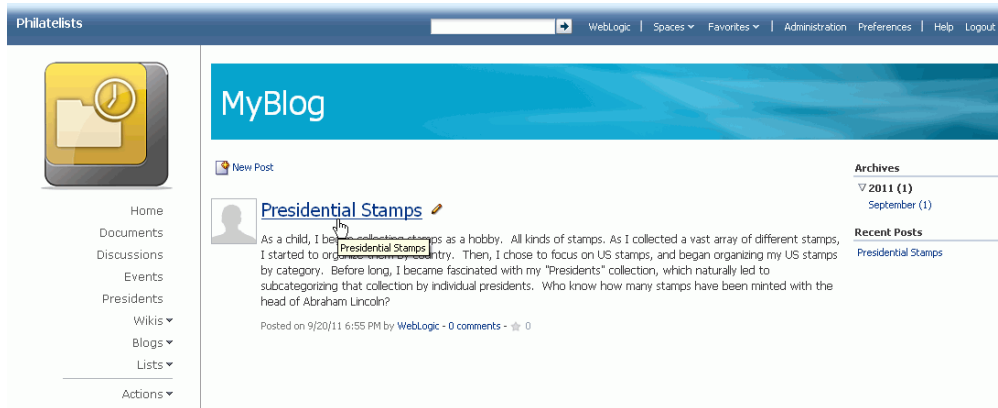 Philatelists
WebLogic | Spaces | Favorites | Administration Preferences | Help Logout
MyBlog
New Post
Home
Documents
Discussions
Events
Presidents
Wikis
Blogs
Lists
Actions
Presidential Stamps
As a child, I collecting stamps as a hobby. All kinds of stamps. As I collected a vast array of different stamps,
I started to by country. Then, I chose to focus on US stamps, and began organizing my US stamps
Presidential Stamps
by category. Before long, I became fascinated with my "Presidents" collection, which naturally led to
subcategorizing that collection by individual presidents. Who know how many stamps have been minted with the
head of Abraham Lincoln?
Posted on 9/20/11 6:55 PM by WebLogic - 0 comments - 0
Archives
2011 (1)
September (1)
Recent Posts
Presidential Stamps